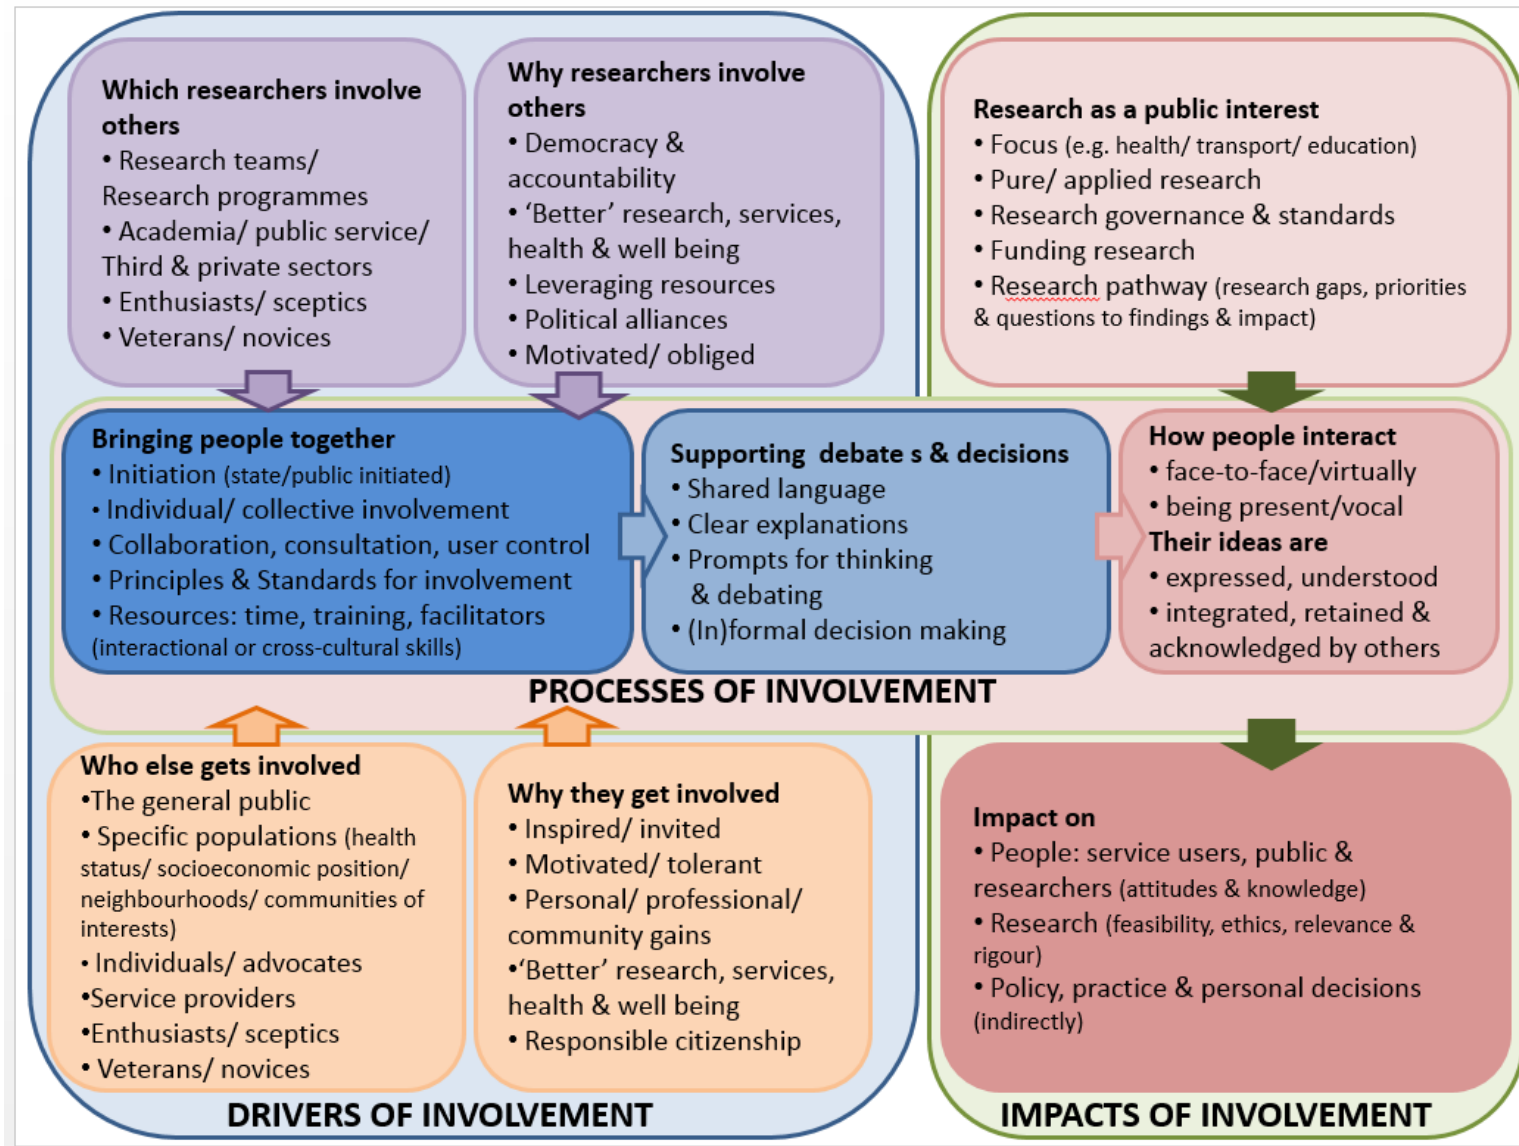 Which researchers involve
others
• Research teams/
Research programmes
• Academia/ public service/
Third & private sectors
• Enthusiasts/ sceptics
• Veterans/ novices
Why researchers involve
others
• Democracy &
accountability
• ‘Better’ research, services,
health & well being
• Leveraging resources
• Political alliances
• Motivated/ obliged
Research as a public interest
• Focus (e.g. health/ transport/ education)
• Pure/ applied research
• Research governance & standards
• Funding research
• Research pathway (research gaps, priorities
& questions to findings & impact)
Bringing people together
• Initiation (state/public initiated)
• Individual/ collective involvement
• Collaboration, consultation, user control
• Principles & Standards for involvement
• Resources: time, training, facilitators
(interactional or cross-cultural skills)
Supporting debate s & decisions
• Shared language
• Clear explanations
• Prompts for thinking
& debating
• (In)formal decision making
How people interact
• face-to-face/virtually
• being present/vocal
Their ideas are
• expressed, understood
• integrated, retained &
acknowledged by others
PROCESSES OF INVOLVEMENT
Who else gets involved
•The general public
• Specific populations (health
status/ socioeconomic position/
neighbourhoods/ communities of
interests)
• Individuals/ advocates
•Service providers
•Enthusiasts/ sceptics
• Veterans/ novices
Why they get involved
• Inspired/ invited
• Motivated/ tolerant
• Personal/ professional/
community gains
•‘Better’ research, services,
health & well being
• Responsible citizenship
Impact on
• People: service users, public &
researchers (attitudes & knowledge)
• Research (feasibility, ethics, relevance &
rigour)
• Policy, practice & personal decisions
(indirectly)
DRIVERS OF INVOLVEMENT
IMPACTS OF INVOLVEMENT